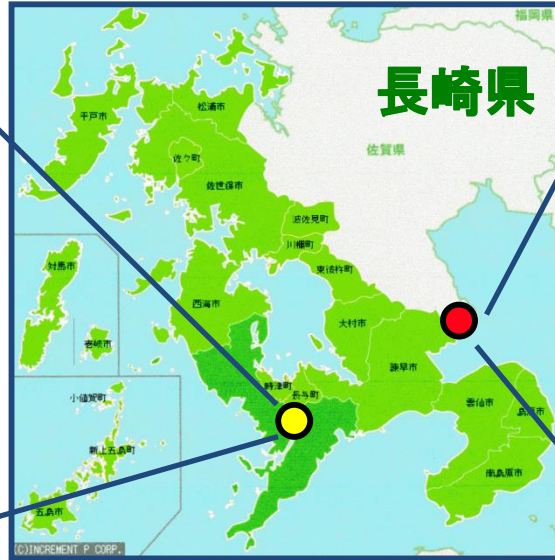 福岡県
長崎県
佐賀県
平戸市
松浦市
佐々町
佐世保市
波佐見町
川棚町
東彼杵町
対馬市
西海市
大村市
壱岐市
諫早市
時津町
長与町
小値賀町
雲仙市
島原市
新上五島町
南島原市
五島市
(C)INCREMENT P CORP.